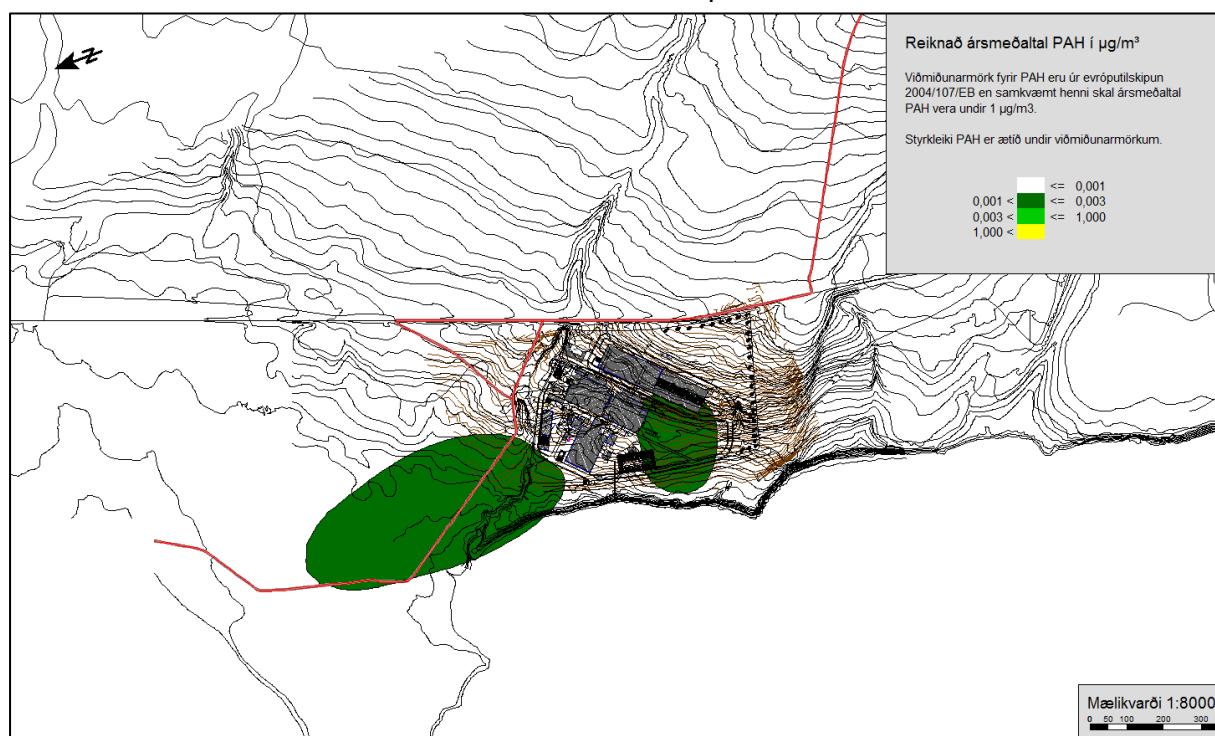 N
Reiknað ársmeðaltal PAH í µg/m³
Viðmiðunarmörk fyrir PAH eru úr evróputilskipun
2004/107/EB en samkvæmt henni skal ársmeðaltal
PAH vera undir 1 µg/m3.
Styrkleiki PAH er ætíð undir viðmiðunarmörkum.
<= 0,001
0,001 < <= 0,003
0,003 < <= 1,000
1,000 <
Mælikvarði 1:8000
0 50 100 200 300